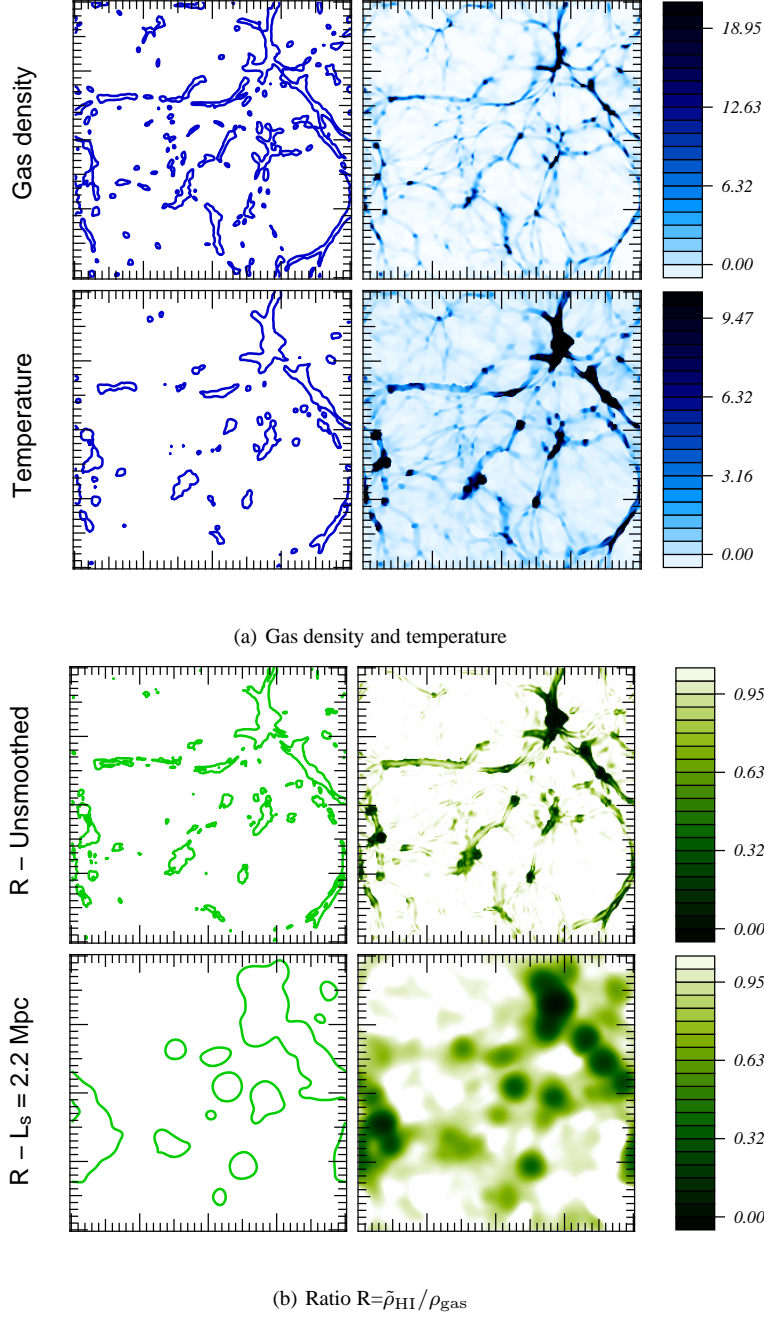 Gas density
18.95
12.63
6.32
0.00
Temperature
9.47
6.32
3.16
0.00
(a) Gas density and temperature
R − Unsmoothed
0.95
0.63
0.32
0.00
R − Lₛ = 2.2 Mpc
0.95
0.63
0.32
0.00
(b) Ratio R=ρ̃HI/ρgas